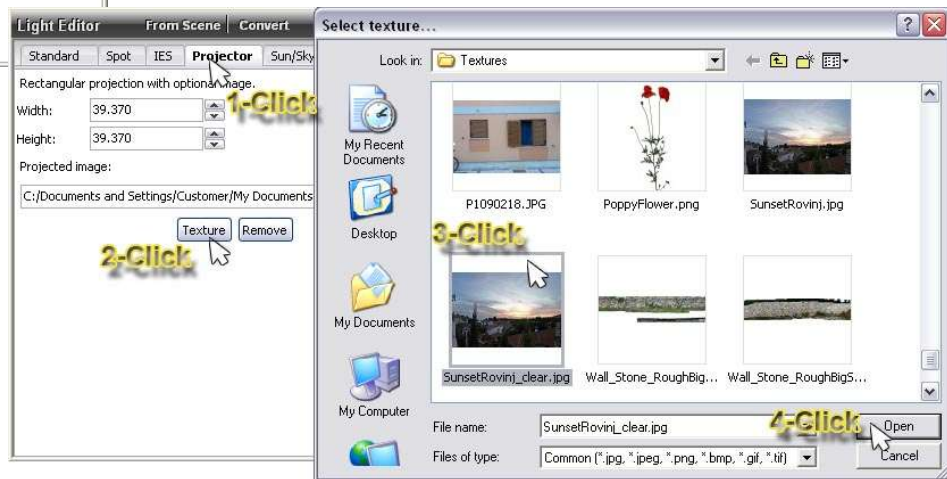 Light Editor From Scene Convert
Standard Spot IES Projector Sun/Sky
Rectangular projection with optional image.
1-Click
Width: 39.370
Height: 39.370
Projected image:
C:/Documents and Settings/Customer/My Documents
Texture Remove
2-Click
Select texture...
Look in: Textures
My Recent Documents
Desktop
My Documents
My Computer
P1090218.JPG PoppyFlower.png SunsetRovinj.jpg
3-Click
SunsetRovinj_clear.jpg Wall_Stone_RoughBig... Wall_Stone_RoughBigS...
File name: SunsetRovinj_clear.jpg
4-Click
Open
Files of type: Common (*.jpg, *.jpeg, *.png, *.bmp, *.gif, *.tif)
Cancel